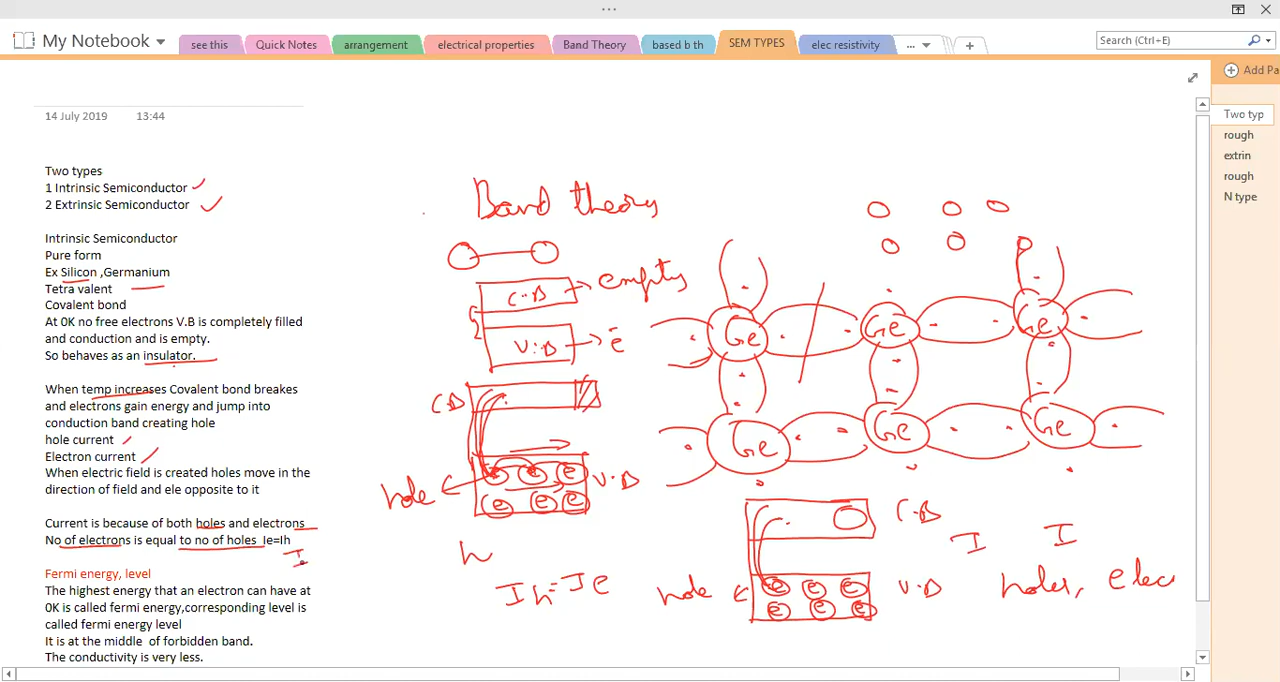 My Notebook
see this
Quick Notes
arrangement
electrical properties
Band Theory
based b th
SEM TYPES
elec resistivity
...
Search (Ctrl+E)
Add Pa
Two typ
rough
extrin
rough
N type
14 July 2019 13:44
Two types
1 Intrinsic Semiconductor
2 Extrinsic Semiconductor
Intrinsic Semiconductor
Pure form
Ex Silicon ,Germanium
Tetra valent
Covalent bond
At 0K no free electrons V.B is completely filled
and conduction and is empty.
So behaves as an insulator.
When temp increases Covalent bond breakes
and electrons gain energy and jump into
conduction band creating hole
hole current
Electron current
When electric field is created holes move in the
direction of field and ele opposite to it
Current is because of both holes and electrons
No of electrons is equal to no of holes Ie=Ih
Ie
Fermi energy, level
The highest energy that an electron can have at
0K is called fermi energy,corresponding level is
called fermi energy level
It is at the middle of forbidden band.
The conductivity is very less.
Band theory
C.B empty
V.B e
CB
e e e V.B
hole
e e e
h
Ih=Ie
Ge Ge Ge
Ge Ge Ge
C.B
I I
hole e e e V.B holes, elec
e e e